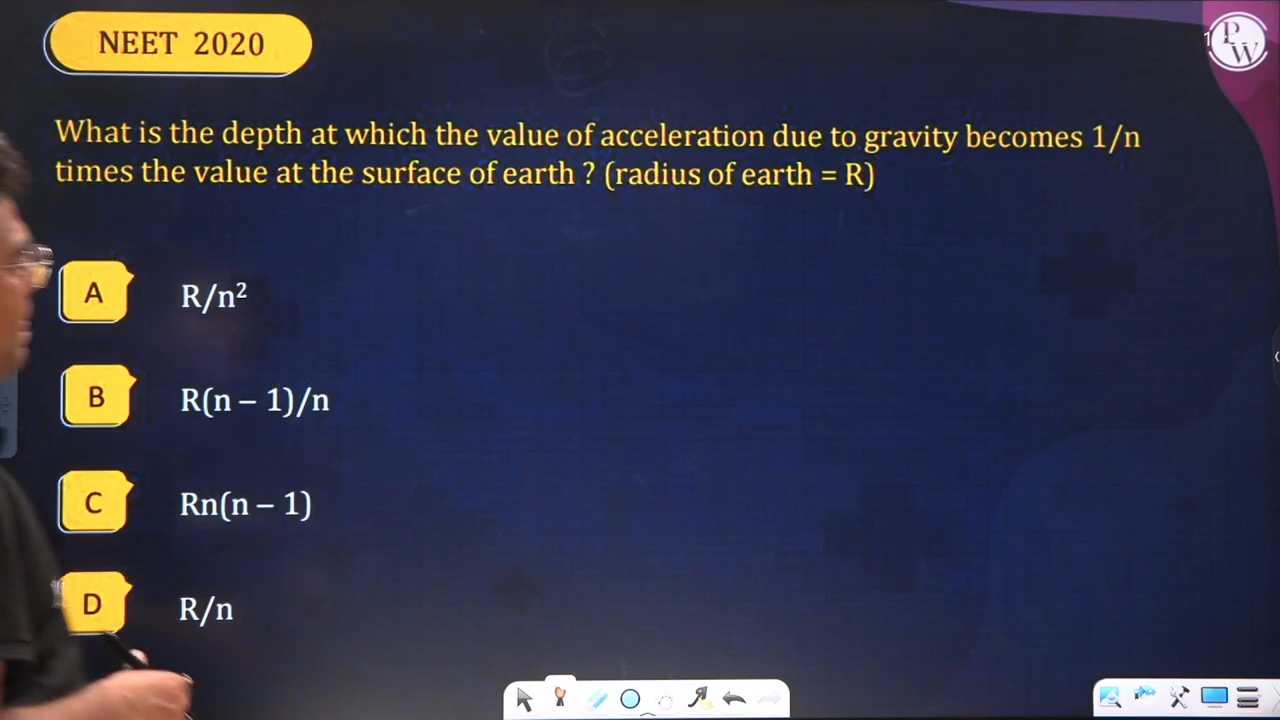 NEET 2020
PW
What is the depth at which the value of acceleration due to gravity becomes 1/n
times the value at the surface of earth ? (radius of earth = R)
A R/n²
B R(n – 1)/n
C Rn(n – 1)
D R/n